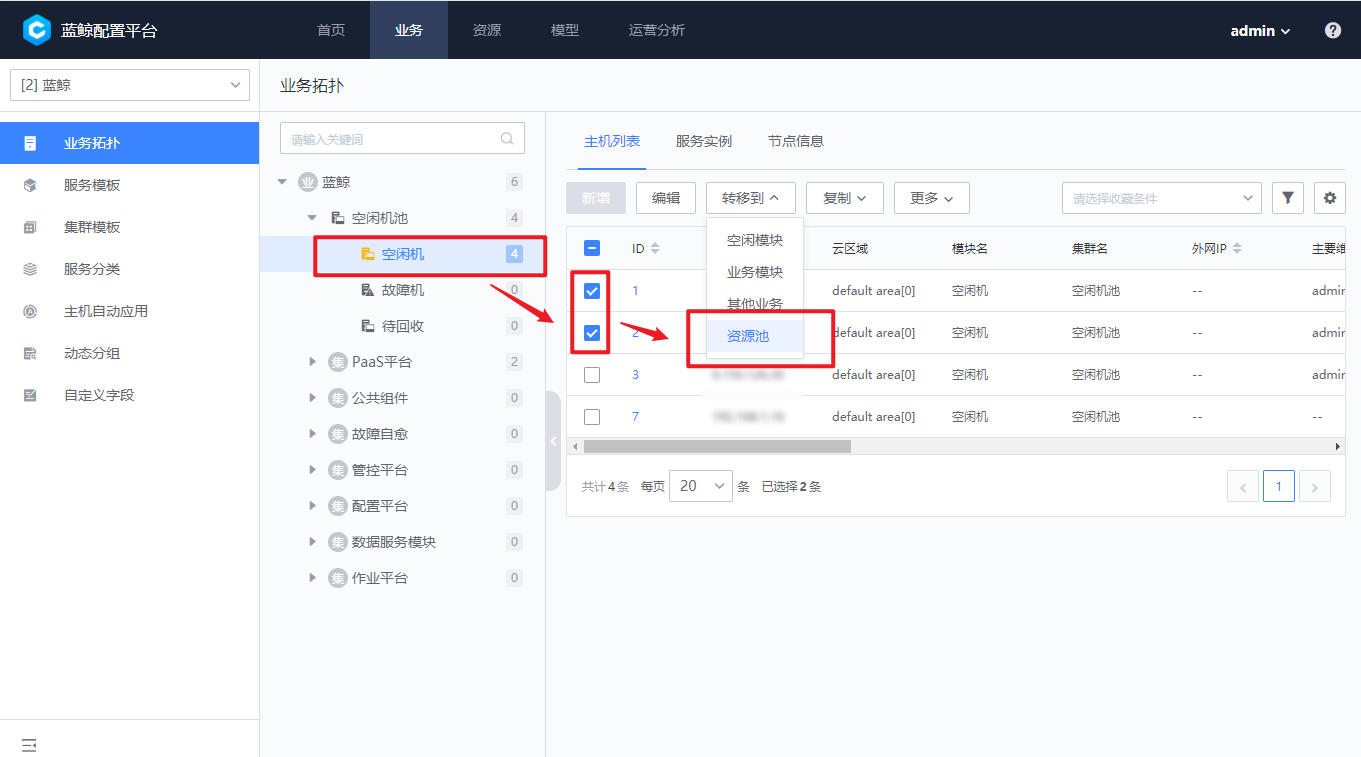 蓝鲸配置平台
首页 业务 资源 模型 运营分析
admin
[2] 蓝鲸
业务拓扑
服务模板
集群模板
服务分类
主机自动应用
动态分组
自定义字段
业务拓扑
请输入关键词
业 蓝鲸 6
空闲机池 4
空闲机 4
故障机 0
待回收 0
集 PaaS平台 2
集 公共组件 0
集 故障自愈 0
集 管控平台 0
集 配置平台 0
集 数据服务模块 0
集 作业平台 0
主机列表 服务实例 节点信息
新增 编辑 转移到 复制 更多 请选择收藏条件
空闲模块
业务模块
其他业务
资源池
ID 云区域 模块名 集群名 外网IP 主要维
1 default area[0] 空闲机 空闲机池 -- admin
2 default area[0] 空闲机 空闲机池 -- admin
3 default area[0] 空闲机 空闲机池 -- admin
7 default area[0] 空闲机 空闲机池 -- --
共计4条 每页 20 条 已选择2条 1